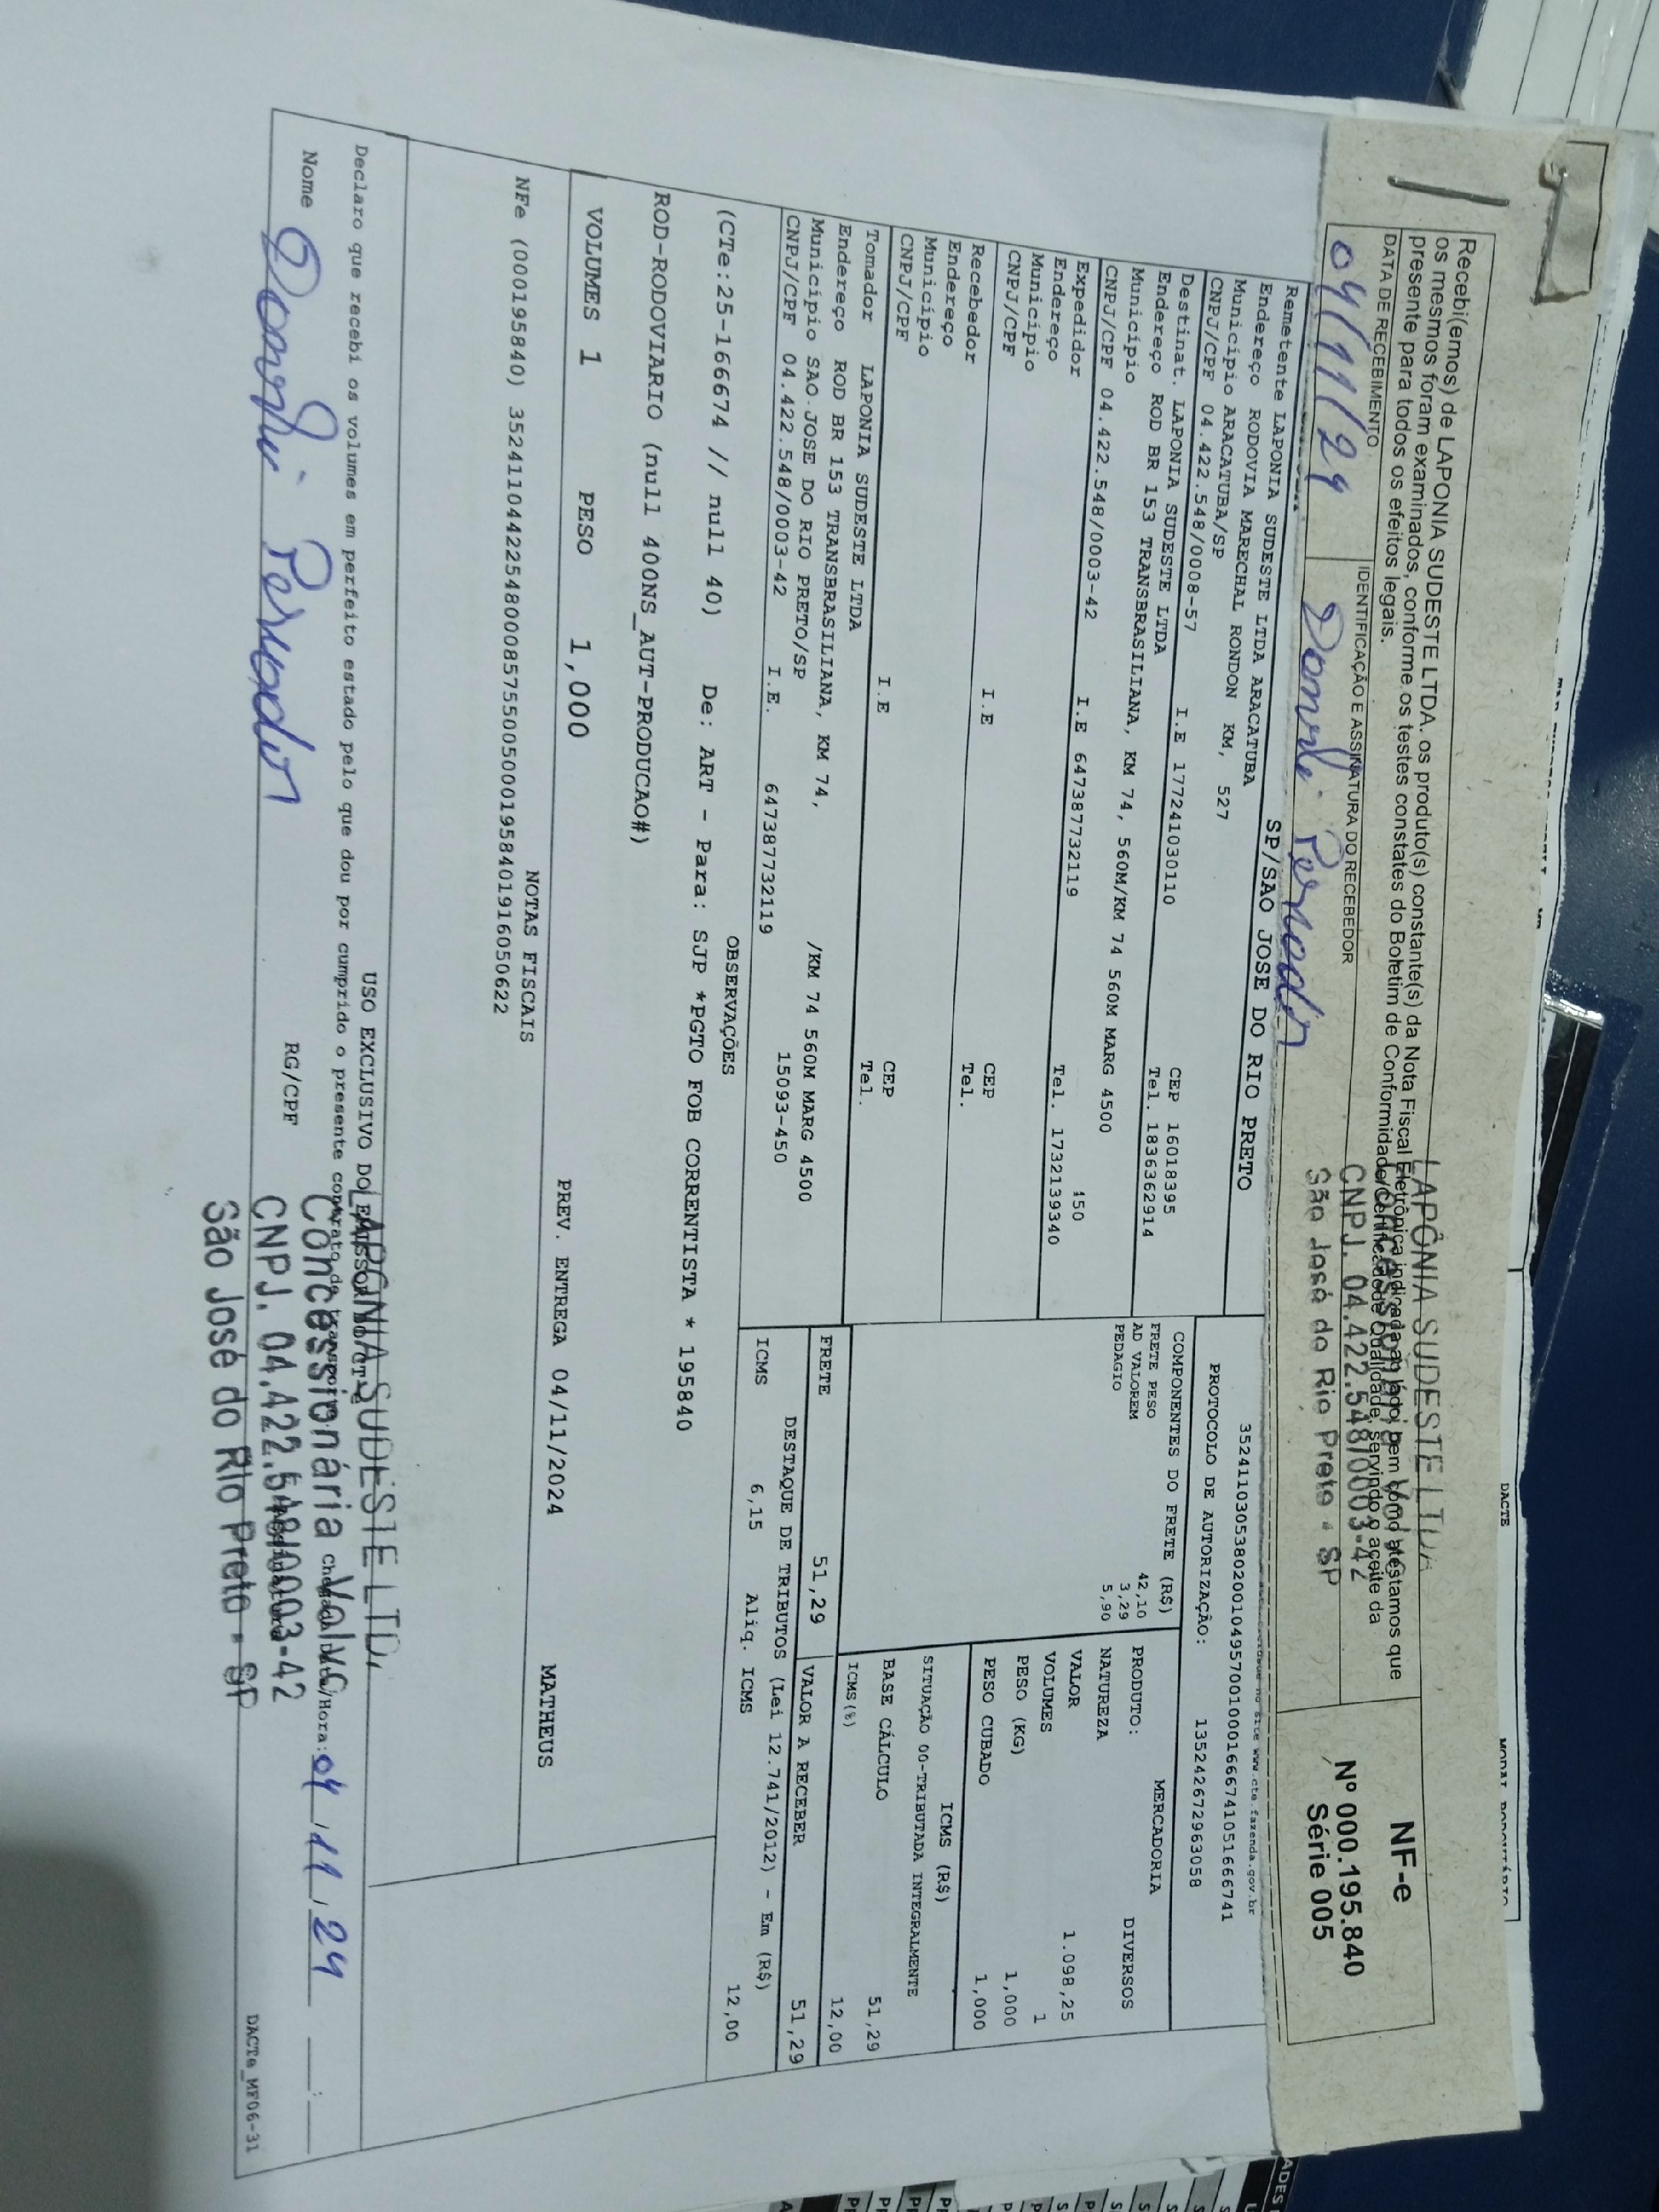 Recebi(emos) de LAPONIA SUDESTE LTDA. os produto(s) constante(s) da Nota Fiscal Eletrônica indicada ao lado, bem como atestamos que
os mesmos foram examinados, conforme os testes constates do Boletim de Conformidade/Certificado de Qualidade, servindo o aceite da
presente para todos os efeitos legais.
DATA DE RECEBIMENTO
IDENTIFICAÇÃO E ASSINATURA DO RECEBEDOR
04/11/24
LAPÔNIA SUDESTE LTDA
CNPJ. 04.422.548/0003-42
São José do Rio Preto - SP
NF-e
Nº 000.195.840
Série 005
DACTE
SP/SAO JOSE DO RIO PRETO
35241103053802001049570010001666741051666741
PROTOCOLO DE AUTORIZAÇÃO: 135242672963058
Remetente LAPONIA SUDESTE LTDA ARACATUBA
Endereço RODOVIA MARECHAL RONDON KM, 527
Município ARACATUBA/SP CEP 16018395
CNPJ/CPF 04.422.548/0008-57 I.E 177241030110 Tel. 1836362914
Destinat. LAPONIA SUDESTE LTDA
Endereço ROD BR 153 TRANSBRASILIANA, KM 74, 560M/KM 74 560M MARG 4500
Município
CNPJ/CPF 04.422.548/0003-42 I.E 647387732119 Tel. 1732139340
Expedidor
Endereço
Município CEP
CNPJ/CPF I.E Tel.
Recebedor
Endereço
Município CEP
CNPJ/CPF I.E Tel.
Tomador LAPONIA SUDESTE LTDA
Endereço ROD BR 153 TRANSBRASILIANA, KM 74, /KM 74 560M MARG 4500
Município SAO JOSE DO RIO PRETO/SP 15093-450
CNPJ/CPF 04.422.548/0003-42 I.E. 647387732119
COMPONENTES DO FRETE (R$)
FRETE PESO 42,10
AD VALOREM 3,29
PEDAGIO 5,90
MERCADORIA
PRODUTO: DIVERSOS
NATUREZA
VALOR 1.098,25
VOLUMES 1
PESO (KG) 1,000
PESO CUBADO 1,000
ICMS (R$)
SITUAÇÃO 00-TRIBUTADA INTEGRALMENTE
BASE CÁLCULO 51,29
ICMS(%) 12,00
FRETE 51,29
VALOR A RECEBER 51,29
DESTAQUE DE TRIBUTOS (Lei 12.741/2012) - Em (R$)
ICMS 6,15 Aliq. ICMS 12,00
OBSERVAÇÕES
(CTe:25-166674 // null 40) De: ART - Para: SJP *PGTO FOB CORRENTISTA * 195840
ROD-RODOVIARIO (null 400NS_AUT-PRODUCAO#)
VOLUMES 1 PESO 1,000 PREV. ENTREGA 04/11/2024 MATHEUS
NOTAS FISCAIS
NFe (000195840) 35241104422548000857550050001958401916050622
USO EXCLUSIVO DO EMISSOR DO CT-e
Declaro que recebi os volumes em perfeito estado pelo que dou por cumprido o presente contrato de transporte.
Nome
RG/CPF
Hora: 04/11/24
LAPONIA SUDESTE LTD
Concessionária Volvo
CNPJ. 04.422.548/0003-42
São José do Rio Preto - SP
DACTe_MF06-31